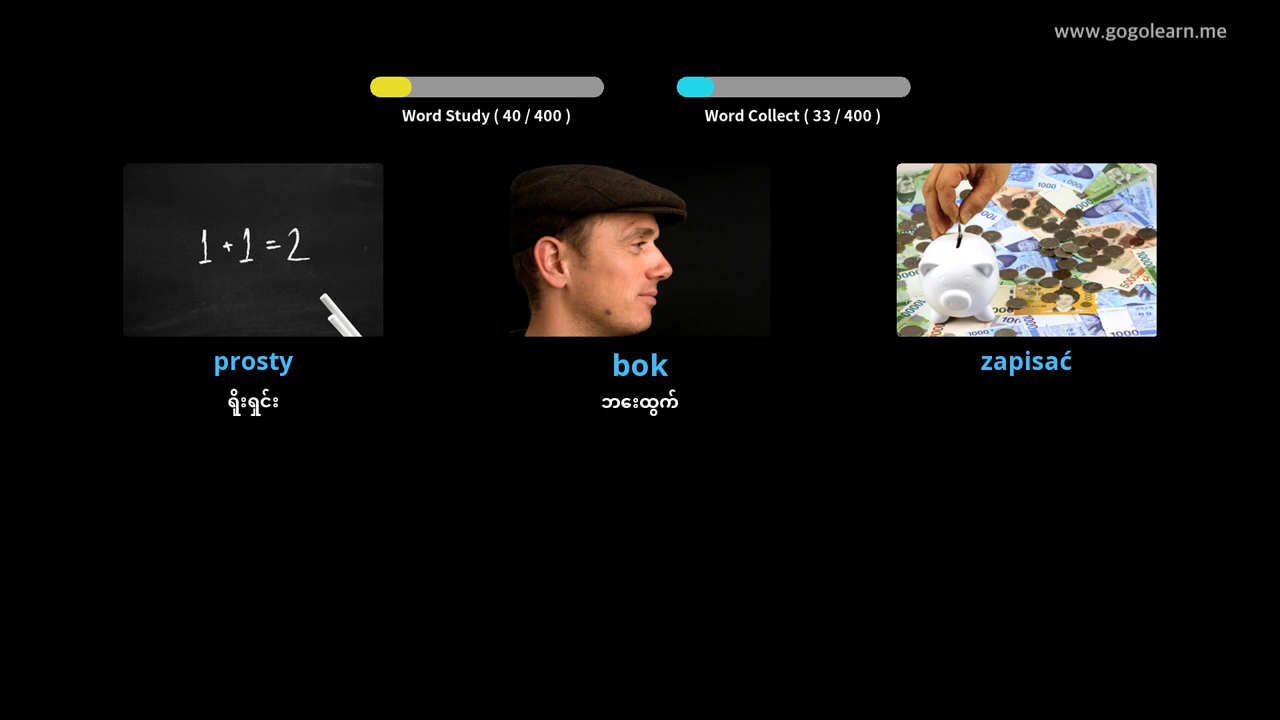 www.gogolearn.me
Word Study ( 40 / 400 )
Word Collect ( 33 / 400 )
1 + 1 = 2
prosty
ရိုးရှင်း
bok
ဘေးထွက်
zapisać